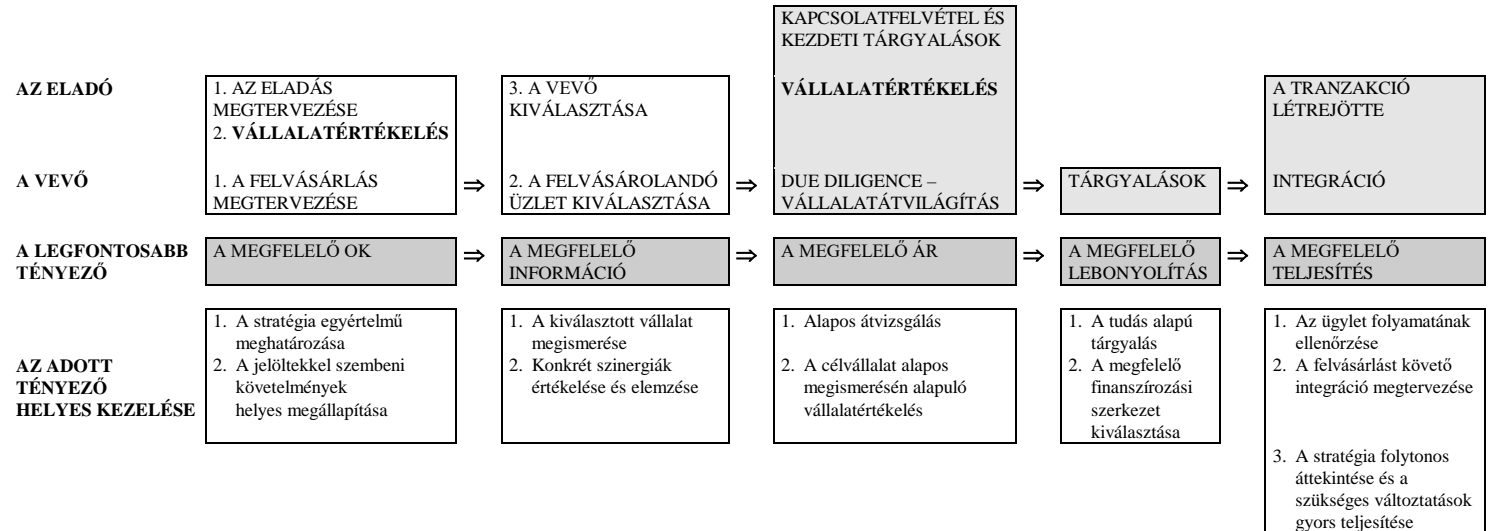 KAPCSOLATFELVÉTEL ÉS
KEZDETI TÁRGYALÁSOK
AZ ELADÓ
1. AZ ELADÁS
MEGTERVEZÉSE
2. VÁLLALATÉRTÉKELÉS
3. A VEVŐ
KIVÁLASZTÁSA
VÁLLALATÉRTÉKELÉS
A TRANZAKCIÓ
LÉTREJÖTTE
A VEVŐ
1. A FELVÁSÁRLÁS
MEGTERVEZÉSE
⇒
2. A FELVÁSÁROLANDÓ
ÜZLET KIVÁLASZTÁSA
⇒
DUE DILIGENCE –
VÁLLALATÁTVILÁGÍTÁS
⇒
TÁRGYALÁSOK
⇒
INTEGRÁCIÓ
A LEGFONTOSABB
TÉNYEZŐ
A MEGFELELŐ OK
⇒
A MEGFELELŐ
INFORMÁCIÓ
⇒
A MEGFELELŐ ÁR
⇒
A MEGFELELŐ
LEBONYOLÍTÁS
⇒
A MEGFELELŐ
TELJESÍTÉS
AZ ADOTT
TÉNYEZŐ
HELYES KEZELÉSE
1. A stratégia egyértelmű
meghatározása
2. A jelöltekkel szembeni
követelmények
helyes megállapítása
1. A kiválasztott vállalat
megismerése
2. Konkrét szinergiák
értékelése és elemzése
1. Alapos átvizsgálás
2. A célvállalat alapos
megismerésén alapuló
vállalatértékelés
1. A tudás alapú
tárgyalás
2. A megfelelő
finanszírozási
szerkezet
kiválasztása
1. Az ügylet folyamatának
ellenőrzése
2. A felvásárlást követő
integráció megtervezése
3. A stratégia folytonos
áttekintése és a
szükséges változtatások
gyors teljesítése